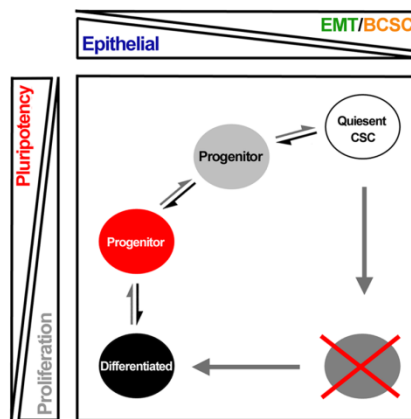 EMT/BCSC
Epithelial
Pluripotency
Proliferation
Quiesent
CSC
Progenitor
Progenitor
Differentiated